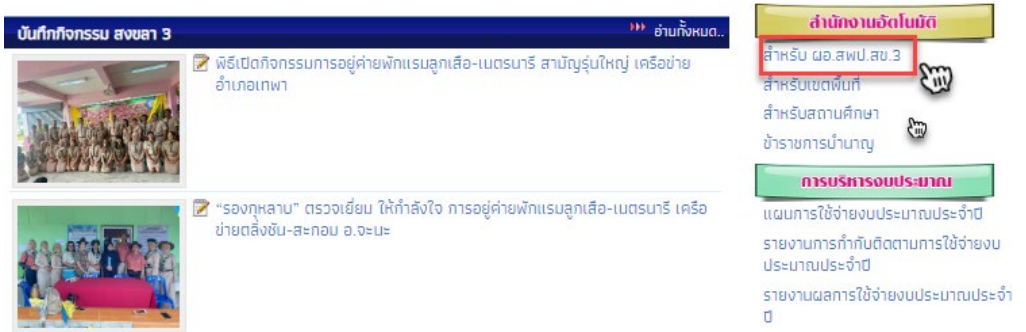 บันทึกกิจกรรม สงขลา 3
อ่านทั้งหมด..
พิธีเปิดกิจกรรมการอยู่ค่ายพักแรมลูกเสือ-เนตรนารี สามัญรุ่นใหญ่ เครือข่าย
อำเภอเทพา
“รองกุหลาบ” ตรวจเยี่ยม ให้กำลังใจ การอยู่ค่ายพักแรมลูกเสือ-เนตรนารี เครือ
ข่ายตลิ่งชัน-สะกอม อ.จะนะ
สำนักงานอัตโนมัติ
สำหรับ ผอ.สพป.สข.3
สำหรับเขตพื้นที่
สำหรับสถานศึกษา
ข้าราชการบำนาญ
การบริหารงบประมาณ
แผนการใช้จ่ายงบประมาณประจำปี
รายงานการกำกับติดตามการใช้จ่ายงบ
ประมาณประจำปี
รายงานผลการใช้จ่ายงบประมาณประจำ
ปี